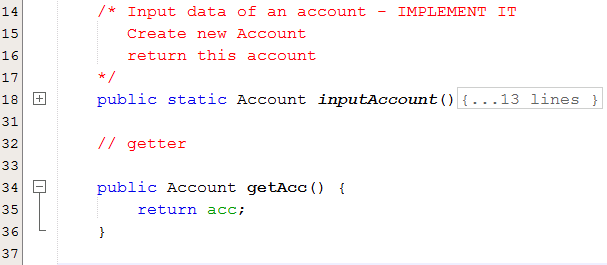 14 /* Input data of an account - IMPLEMENT IT
15 Create new Account
16 return this account
17 */
18 public static Account inputAccount(){...13 lines }
31
32 // getter
33
34 public Account getAcc() {
35 return acc;
36 }
37